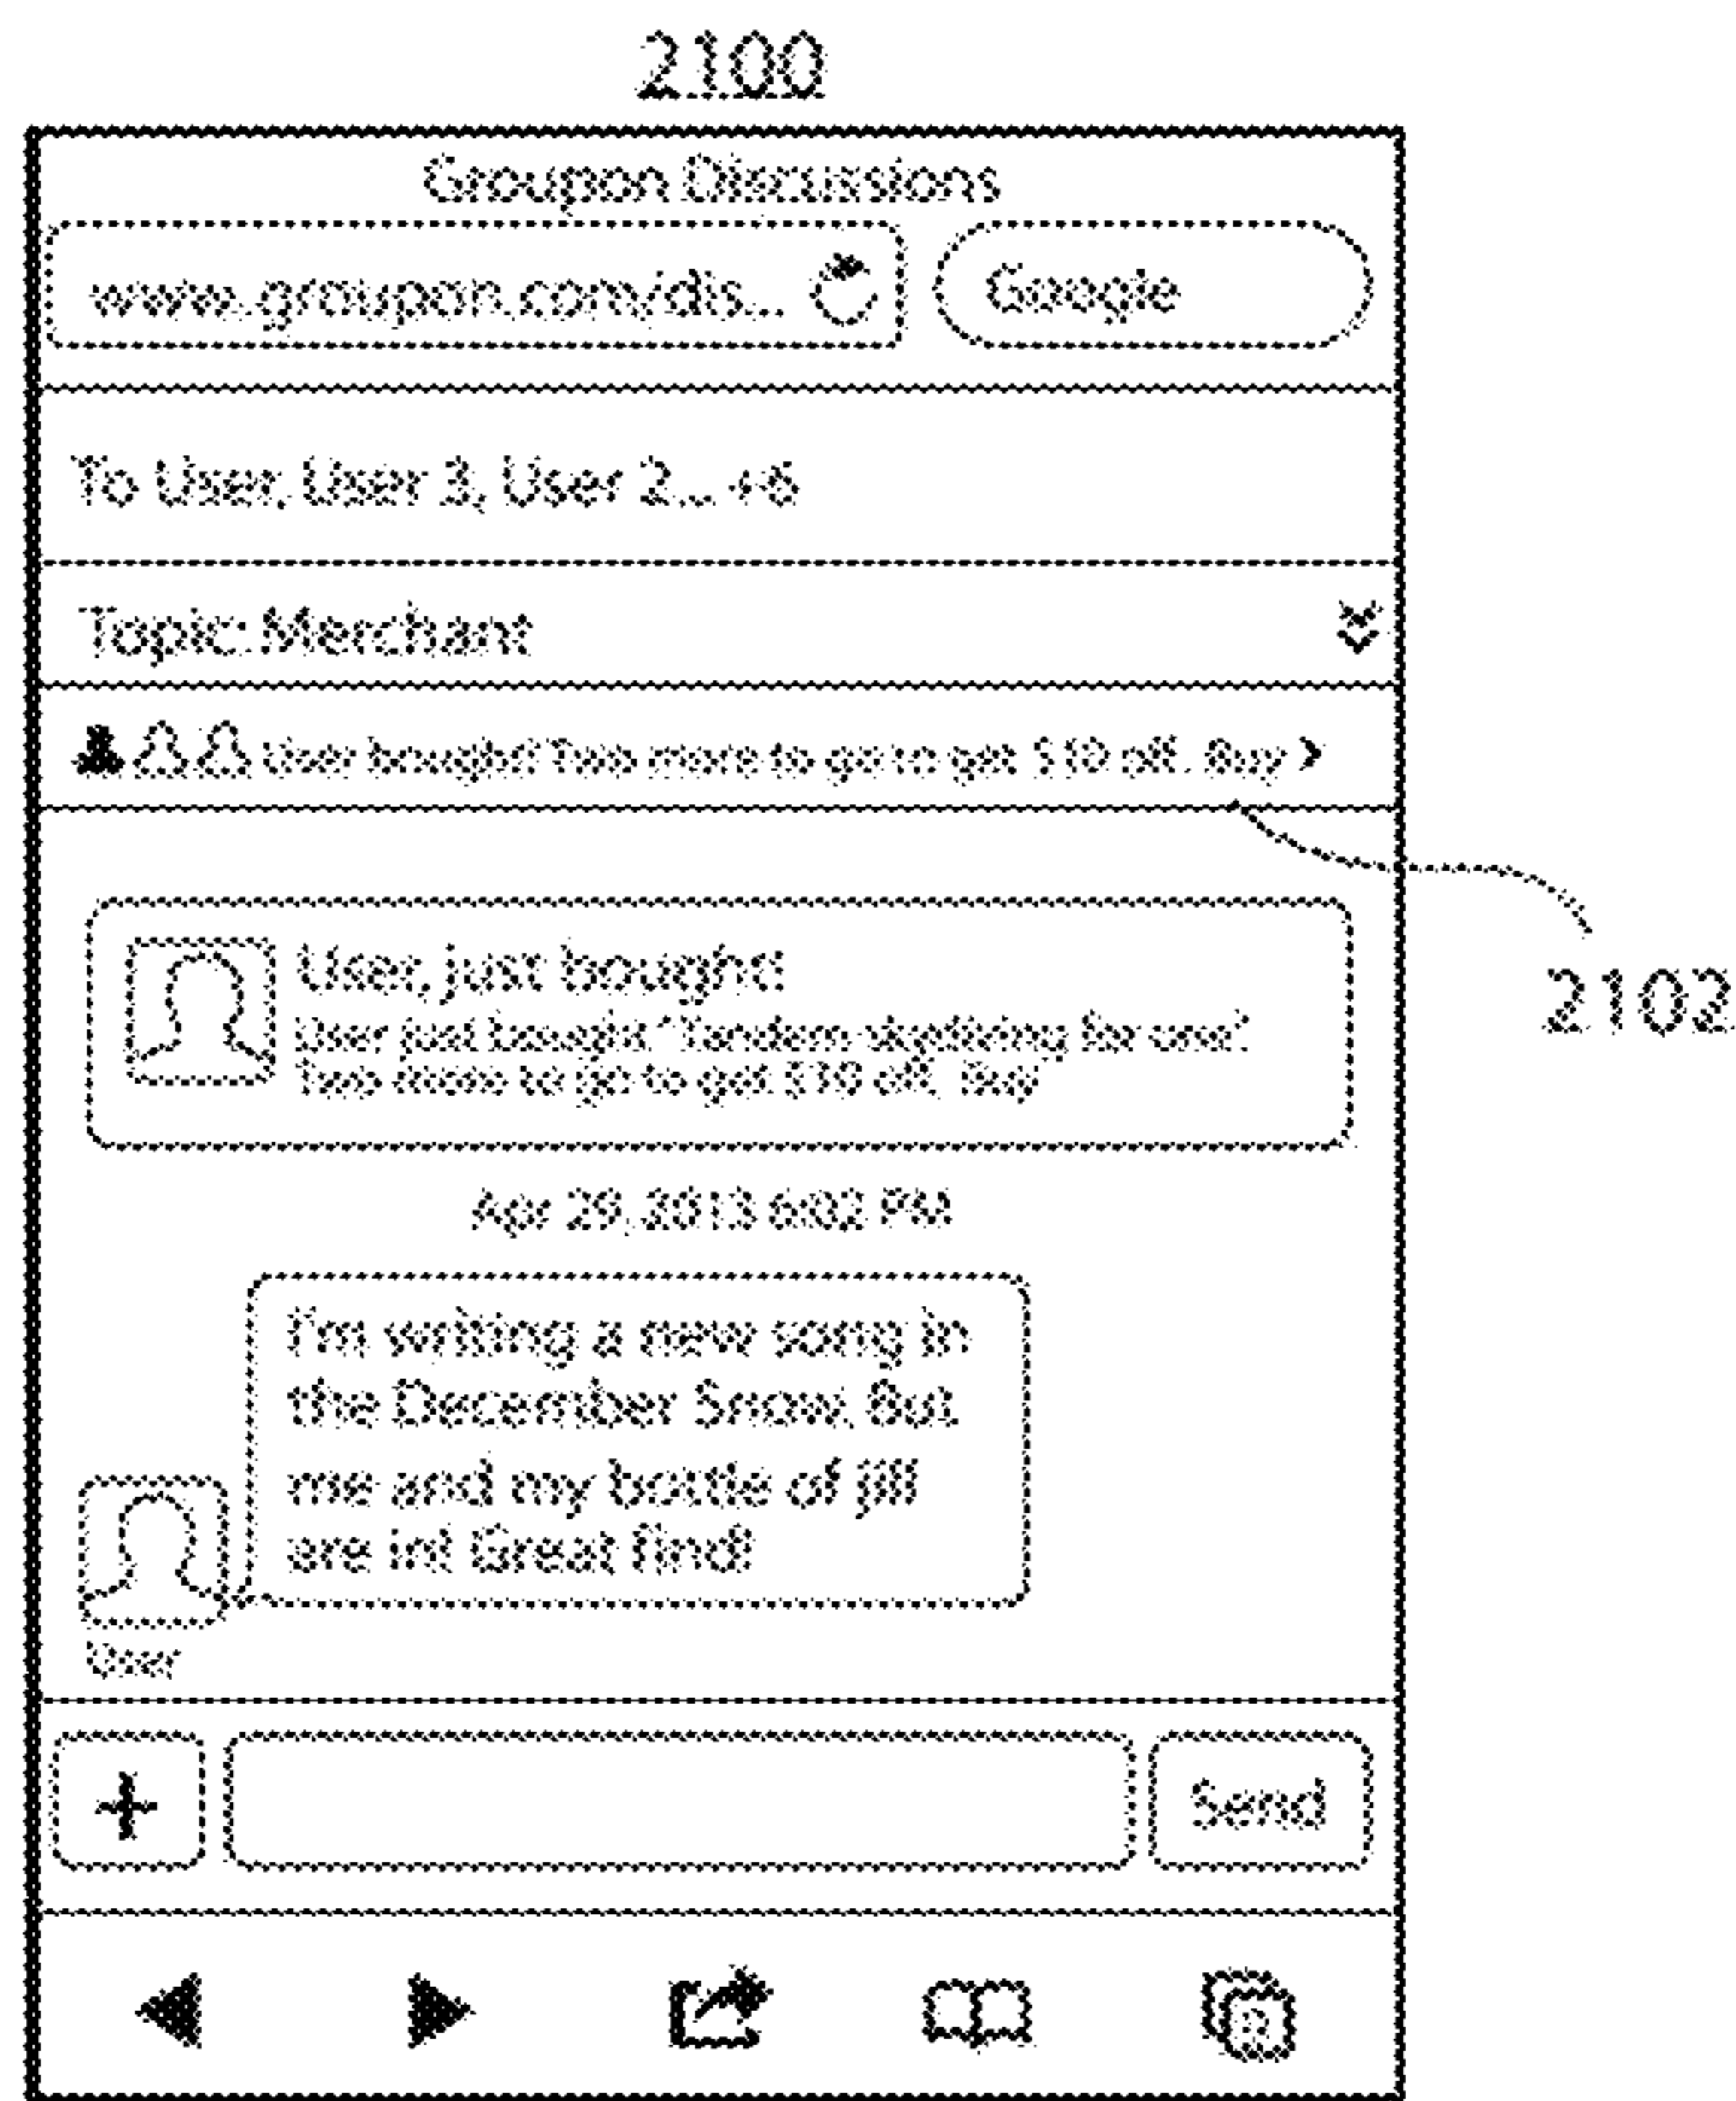 2100
Groupon Discussions
www.groupon.com/dis...
Google
To User, User 3, User 2... +6
Topic: Merchant
User bought! Two more to go to get $10 off. Buy >
User, just bought!
User just bought "Tandem skydiving for one"
Two more to go to get $10 off. Buy
2102
Apr 29, 2013 6:02 PM
I'm writing a new song in
the December Snow. But
me and my bottle of jill
are in! Great find!
User
+
Send